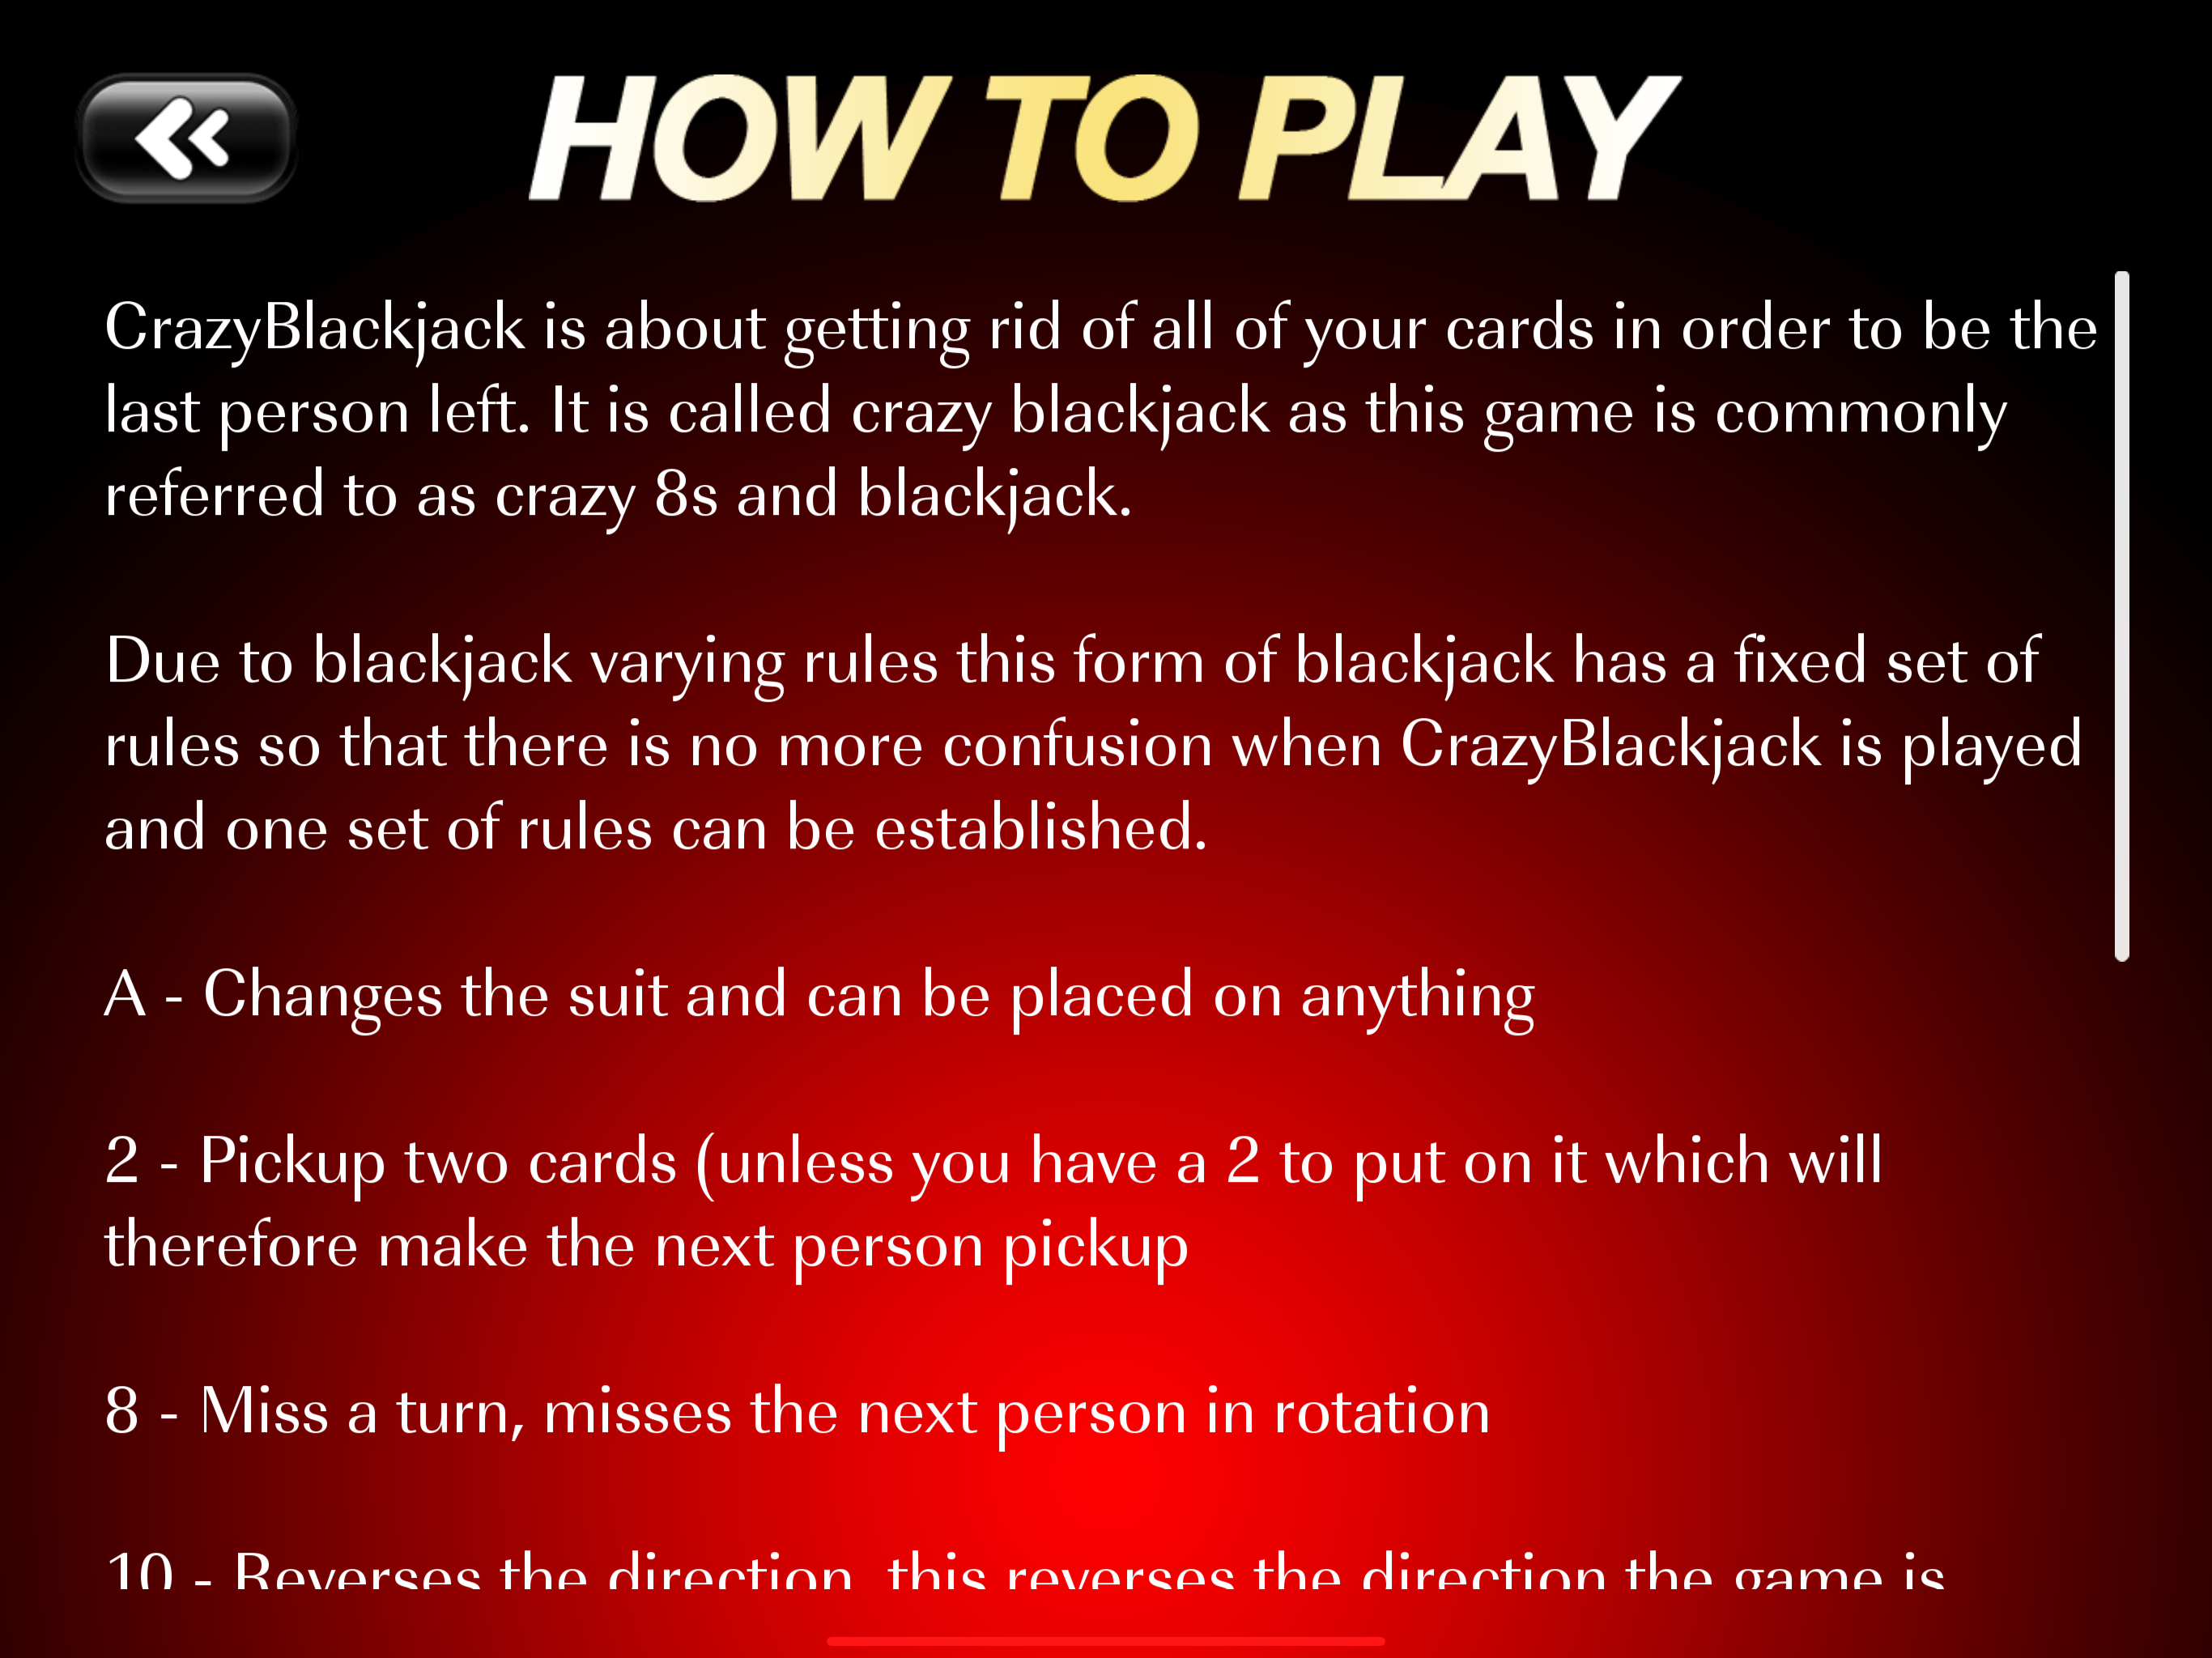 HOW TO PLAY
CrazyBlackjack is about getting rid of all of your cards in order to be the
last person left. It is called crazy blackjack as this game is commonly
referred to as crazy 8s and blackjack.
Due to blackjack varying rules this form of blackjack has a fixed set of
rules so that there is no more confusion when CrazyBlackjack is played
and one set of rules can be established.
A - Changes the suit and can be placed on anything
2 - Pickup two cards (unless you have a 2 to put on it which will
therefore make the next person pickup
8 - Miss a turn, misses the next person in rotation
10 - Reverses the direction, this reverses the direction the game is